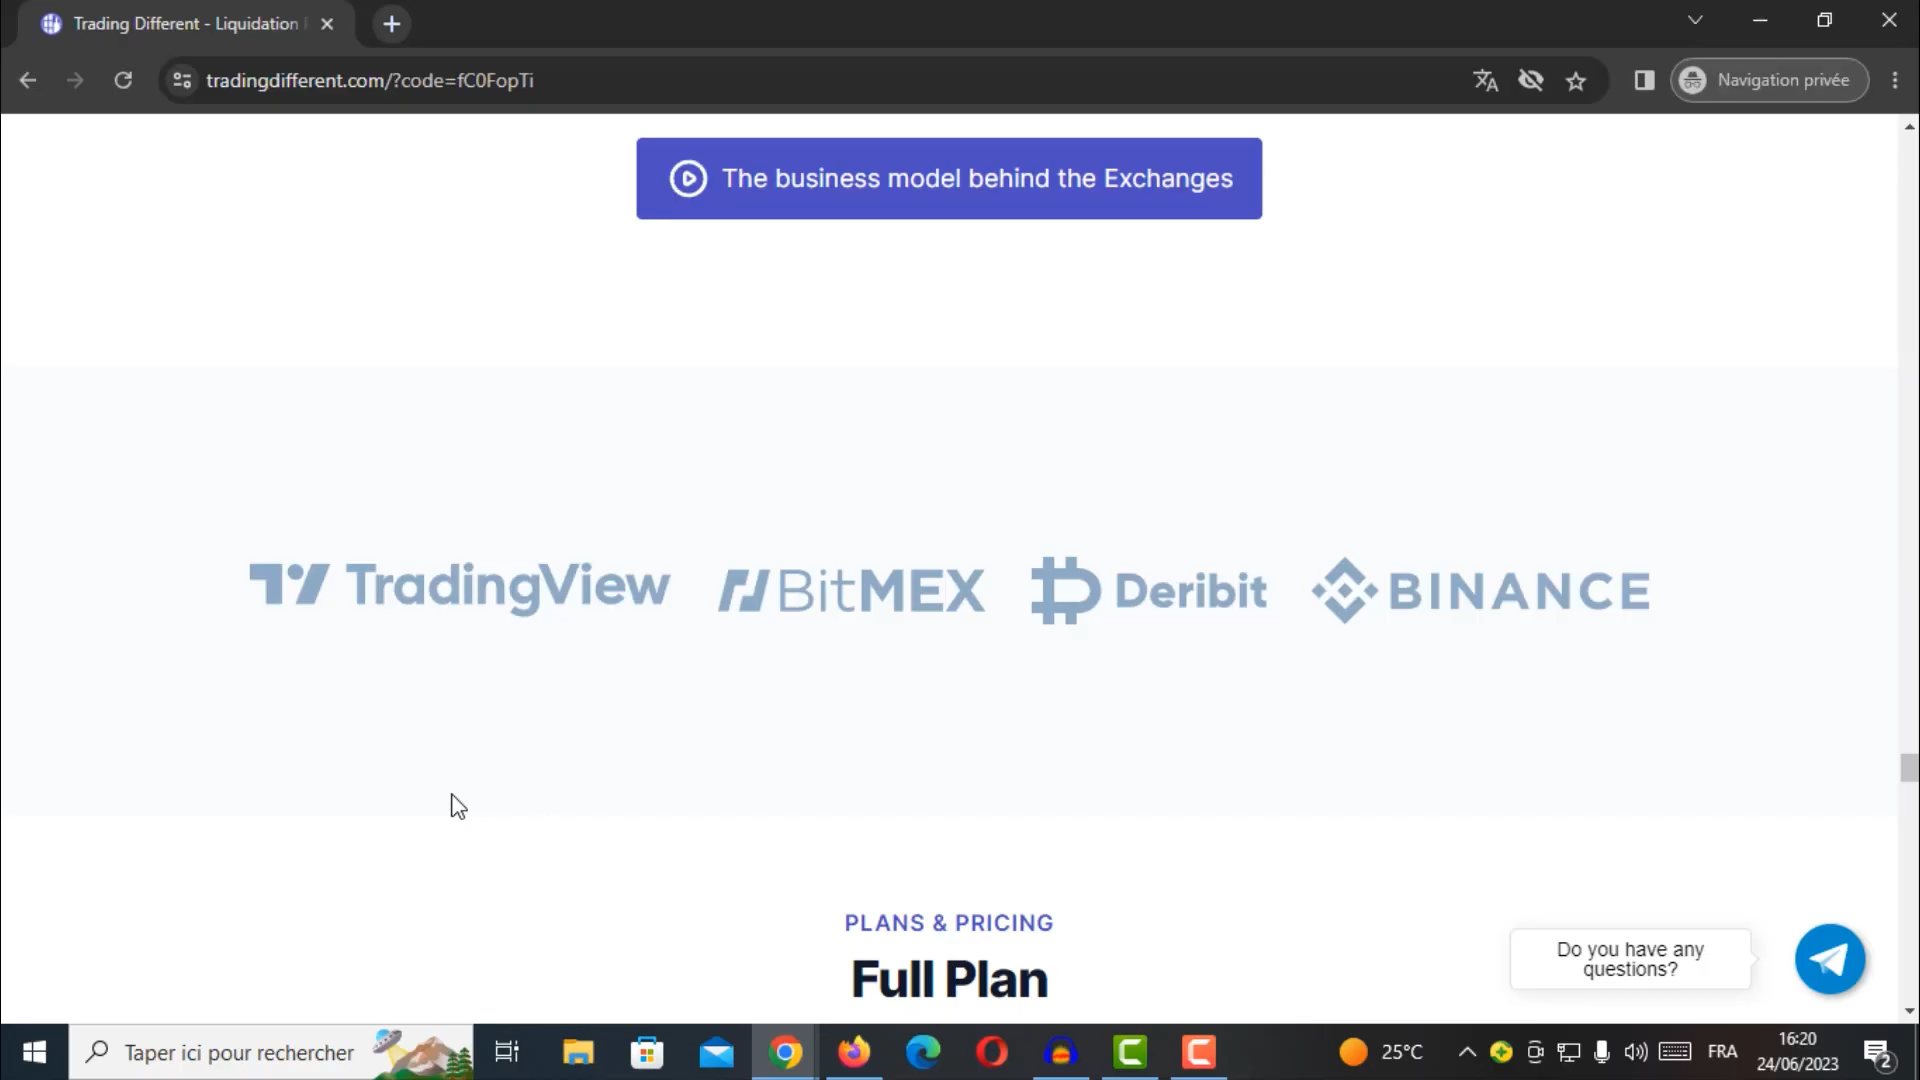 Trading Different - Liquidation
tradingdifferent.com/?code=fC0FopTi
Navigation privée
The business model behind the Exchanges
TradingView
BitMEX
Deribit
BINANCE
PLANS & PRICING
Full Plan
Do you have any
questions?
Taper ici pour rechercher
25°C
FRA
16:20
24/06/2023
2